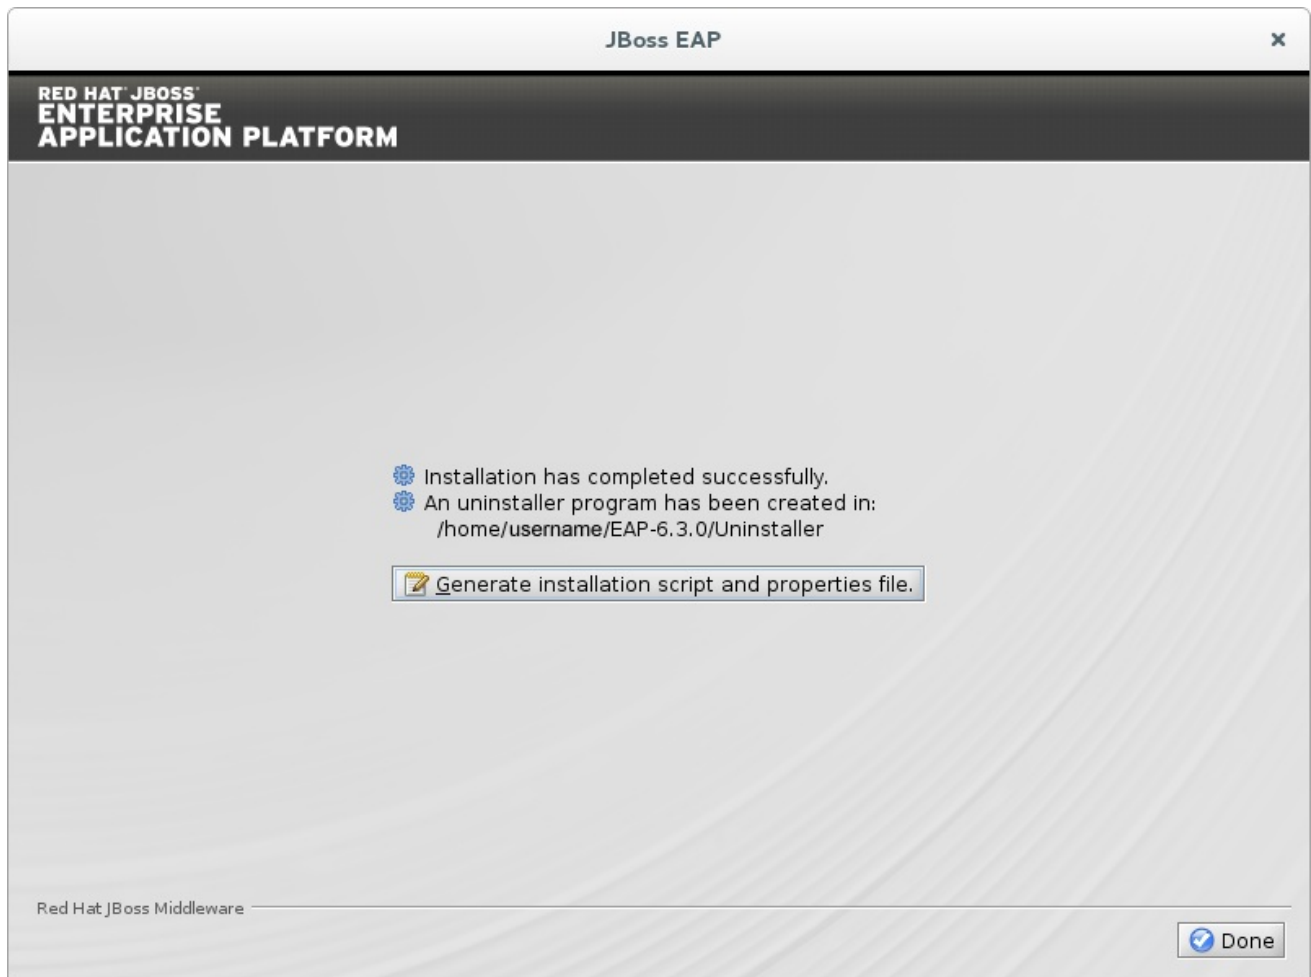 JBoss EAP
RED HAT JBOSS
ENTERPRISE
APPLICATION PLATFORM
Installation has completed successfully.
An uninstaller program has been created in:
/home/username/EAP-6.3.0/Uninstaller
Generate installation script and properties file.
Red Hat JBoss Middleware
Done